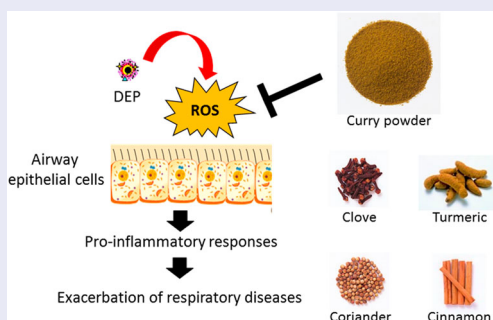 DEP
ROS
Curry powder
Airway
epithelial cells
Clove
Turmeric
Pro-inflammatory responses
Exacerbation of respiratory diseases
Coriander
Cinnamon